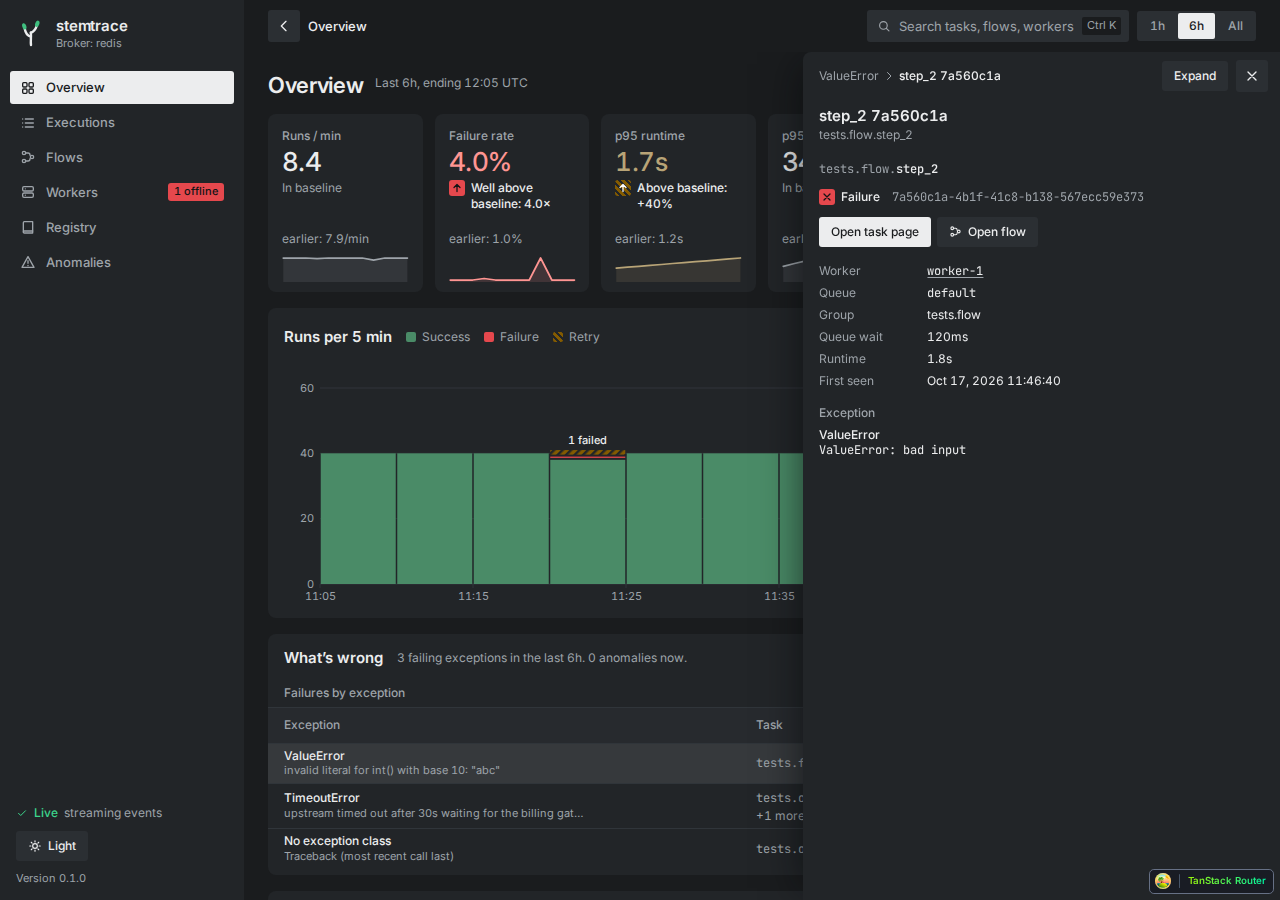 stemtrace
Broker: redis
Overview
Executions
Flows
Workers
1 offline
Registry
Anomalies
Live streaming events
Light
Version 0.1.0
Overview
Search tasks, flows, workers
Ctrl K
1h
6h
All
Overview
Last 6h, ending 12:05 UTC
Runs / min
8.4
In baseline
earlier: 7.9/min
Failure rate
4.0%
Well above
baseline: 4.0×
earlier: 1.0%
p95 runtime
1.7s
Above baseline:
+40%
earlier: 1.2s
Runs per 5 min
Success
Failure
Retry
60
40
20
0
1 failed
11:05
11:15
11:25
11:35
What's wrong
3 failing exceptions in the last 6h. 0 anomalies now.
Failures by exception
Exception
Task
ValueError
invalid literal for int() with base 10: "abc"
TimeoutError
upstream timed out after 30s waiting for the billing gat…
+1 more
No exception class
Traceback (most recent call last)
ValueError
step_2 7a560c1a
Expand
step_2 7a560c1a
tests.flow.step_2
tests.flow.step_2
Failure
7a560c1a-4b1f-41c8-b138-567ecc59e373
Open task page
Open flow
Worker
worker-1
Queue
default
Group
tests.flow
Queue wait
120ms
Runtime
1.8s
First seen
Oct 17, 2026 11:46:40
Exception
ValueError
ValueError: bad input
TanStack Router